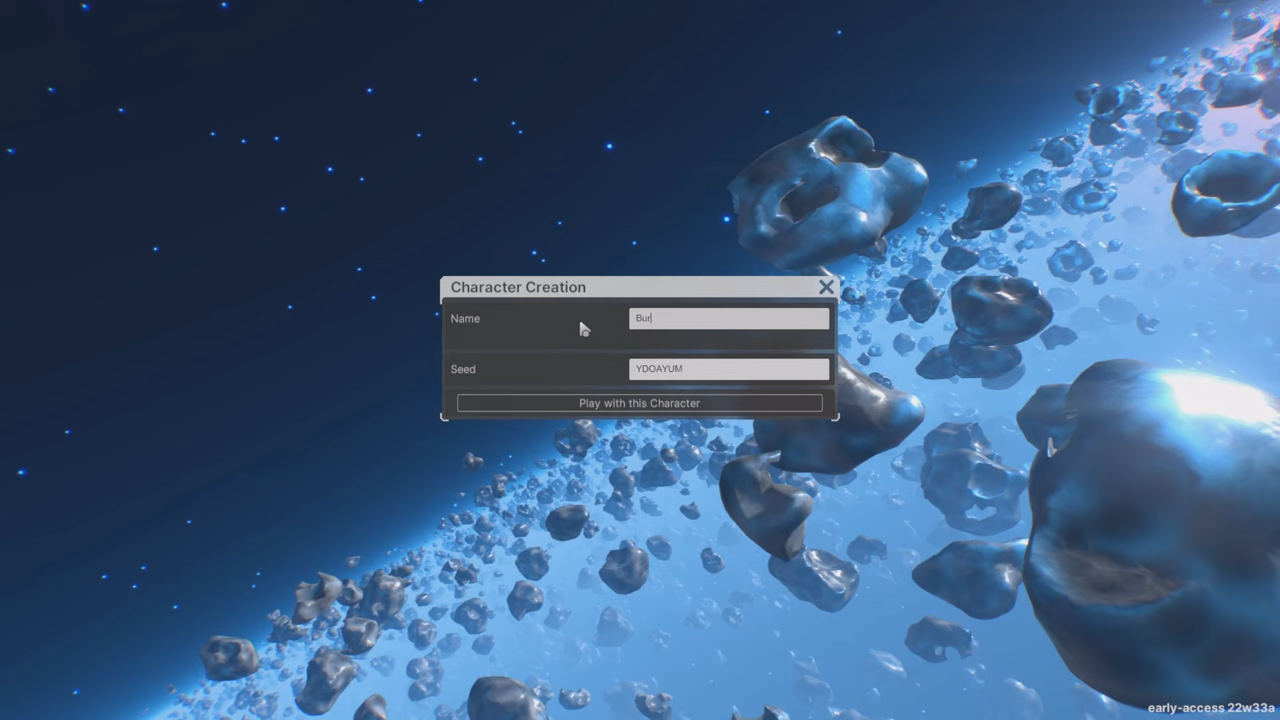 Character Creation
Name
Bur
Seed
YDOAYUM
Play with this Character
early-access 22w33a